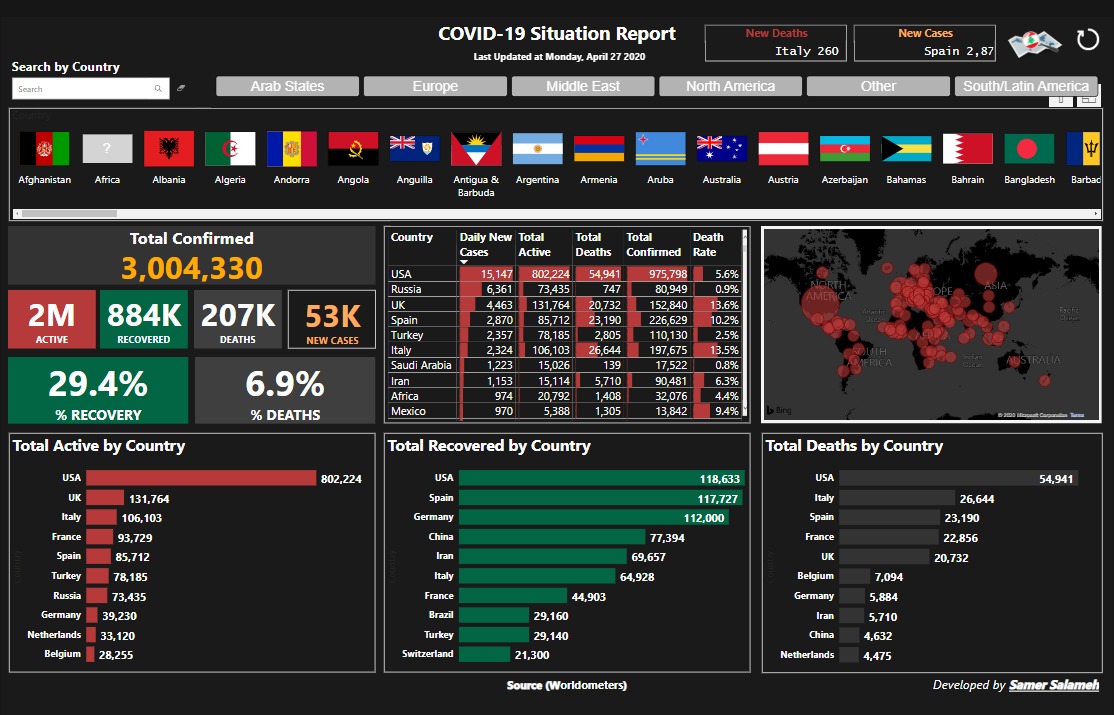 COVID-19 Situation Report
Last Updated at Monday, April 27 2020
New Deaths
Italy 260
New Cases
Spain 2,87
Search by Country
Search
Arab States
Europe
Middle East
North America
Other
South/Latin America
Country
Afghanistan
?
Africa
Albania
Algeria
Andorra
Angola
Anguilla
Antigua &
Barbuda
Argentina
Armenia
Aruba
Australia
Austria
Azerbaijan
Bahamas
Bahrain
Bangladesh
Barbad
Total Confirmed
3,004,330
2M
ACTIVE
884K
RECOVERED
207K
DEATHS
53K
NEW CASES
29.4%
% RECOVERY
6.9%
% DEATHS
Country Daily New Cases Total Active Total Deaths Total Confirmed Death Rate
USA 15,147 802,224 54,941 975,798 5.6%
Russia 6,361 73,435 747 80,949 0.9%
UK 4,463 131,764 20,732 152,840 13.6%
Spain 2,870 85,712 23,190 226,629 10.2%
Turkey 2,357 78,185 2,805 110,130 2.5%
Italy 2,324 106,103 26,644 197,675 13.5%
Saudi Arabia 1,223 15,026 139 17,522 0.8%
Iran 1,153 15,114 5,710 90,481 6.3%
Africa 974 20,792 1,408 32,076 4.4%
Mexico 970 5,388 1,305 13,842 9.4%
NORTH
AMERICA
OPE
ASIA
Atlantic
Ocean
Pacific
Ocean
SOUTH
AMERICA
Indian
Ocean
AUSTRALIA
Bing
© 2020 Microsoft Corporation Terms
Total Active by Country
USA 802,224
UK 131,764
Italy 106,103
France 93,729
Spain 85,712
Turkey 78,185
Russia 73,435
Germany 39,230
Netherlands 33,120
Belgium 28,255
Total Recovered by Country
USA 118,633
Spain 117,727
Germany 112,000
China 77,394
Iran 69,657
Italy 64,928
France 44,903
Brazil 29,160
Turkey 29,140
Switzerland 21,300
Total Deaths by Country
USA 54,941
Italy 26,644
Spain 23,190
France 22,856
UK 20,732
Belgium 7,094
Germany 5,884
Iran 5,710
China 4,632
Netherlands 4,475
Source (Worldometers)
Developed by Samer Salameh